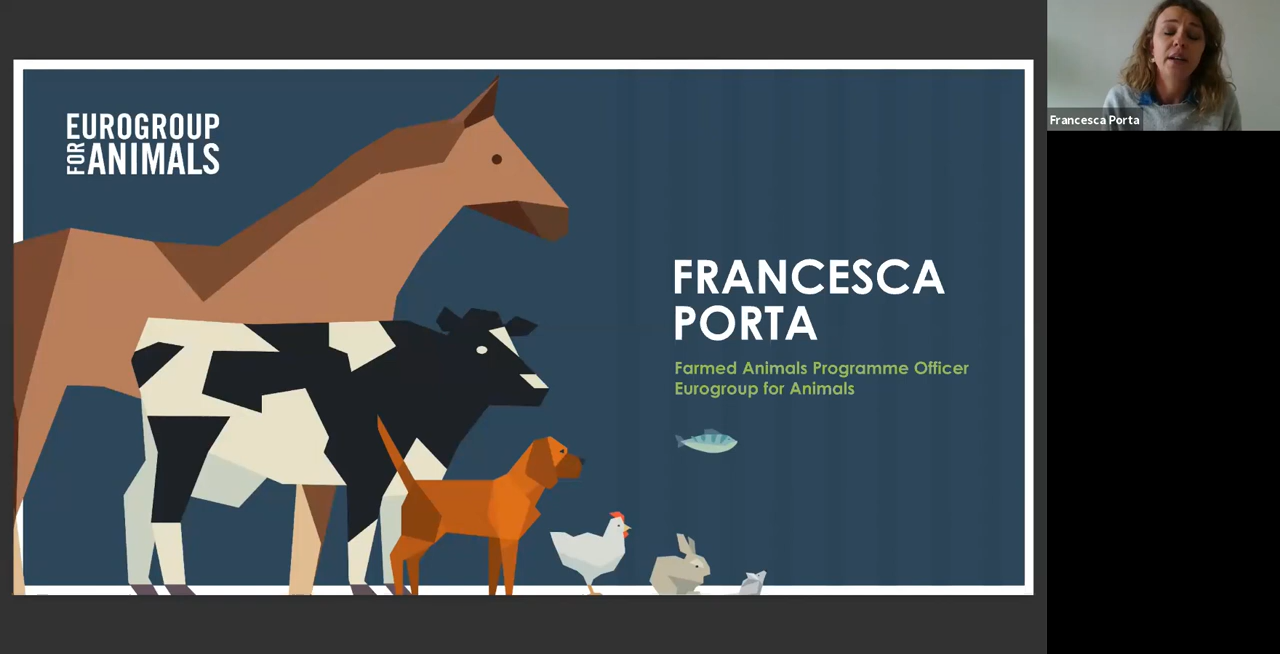 EUROGROUP
FOR ANIMALS
FRANCESCA
PORTA
Farmed Animals Programme Officer
Eurogroup for Animals
Francesca Porta